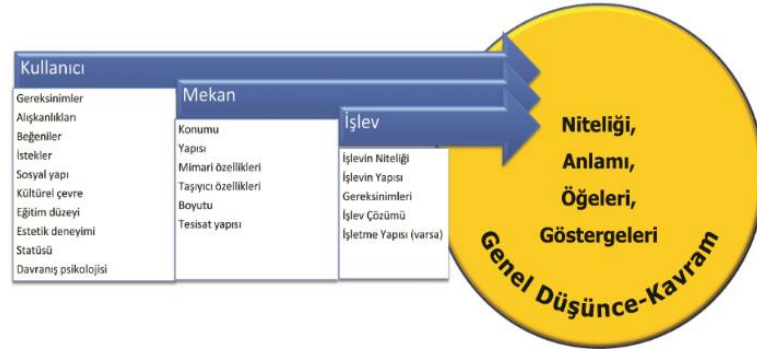 Kullanıcı
Gereksinimler
Alışkanlıkları
Beğeniler
İstekler
Sosyal yapı
Kültürel çevre
Eğitim düzeyi
Estetik deneyimi
Statüsü
Davranış psikolojisi
Mekan
Konumu
Yapısı
Mimari özellikleri
Taşıyıcı özellikleri
Boyutu
Tesisat yapısı
İşlev
İşlevin Niteliği
İşlevin Yapısı
Gereksinimleri
İşlev Çözümü
İşletme Yapısı (varsa)
Niteliği,
Anlamı,
Öğeleri,
Göstergeleri
Genel Düşünce-Kavram